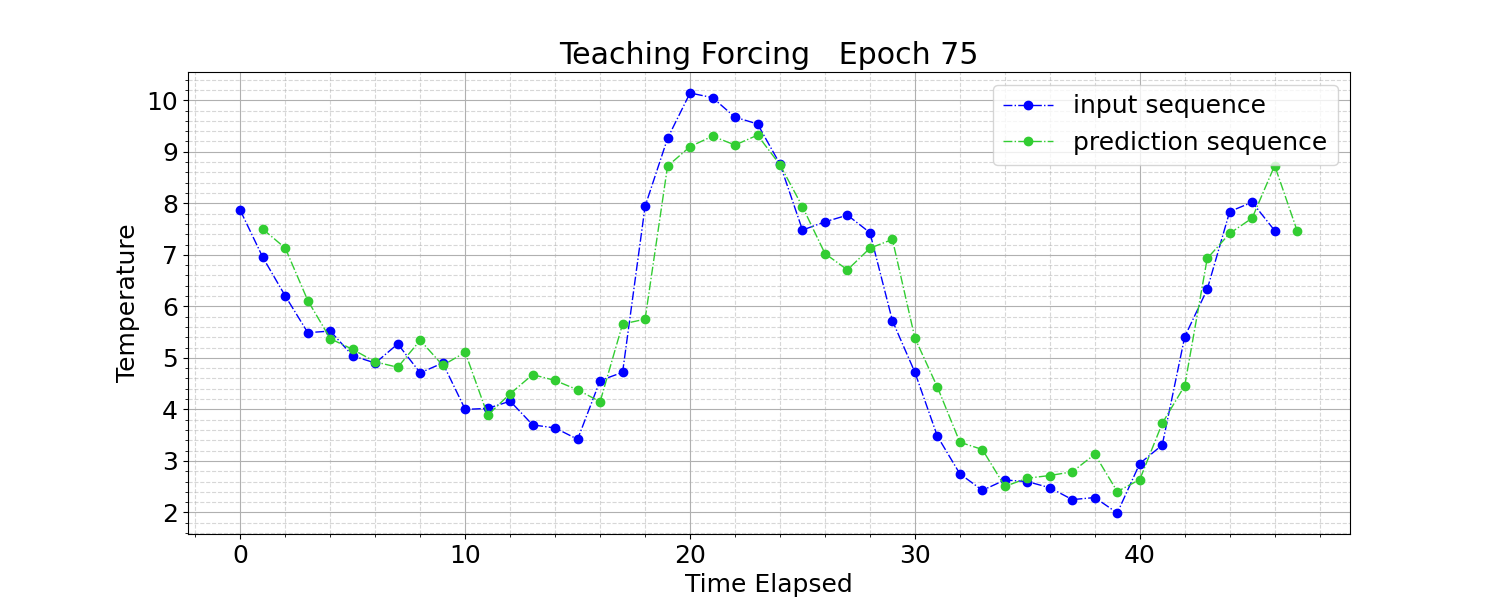 Teaching Forcing   Epoch 75
input sequence
prediction sequence
Temperature
10
9
8
7
6
5
4
3
2
0 10 20 30 40
Time Elapsed